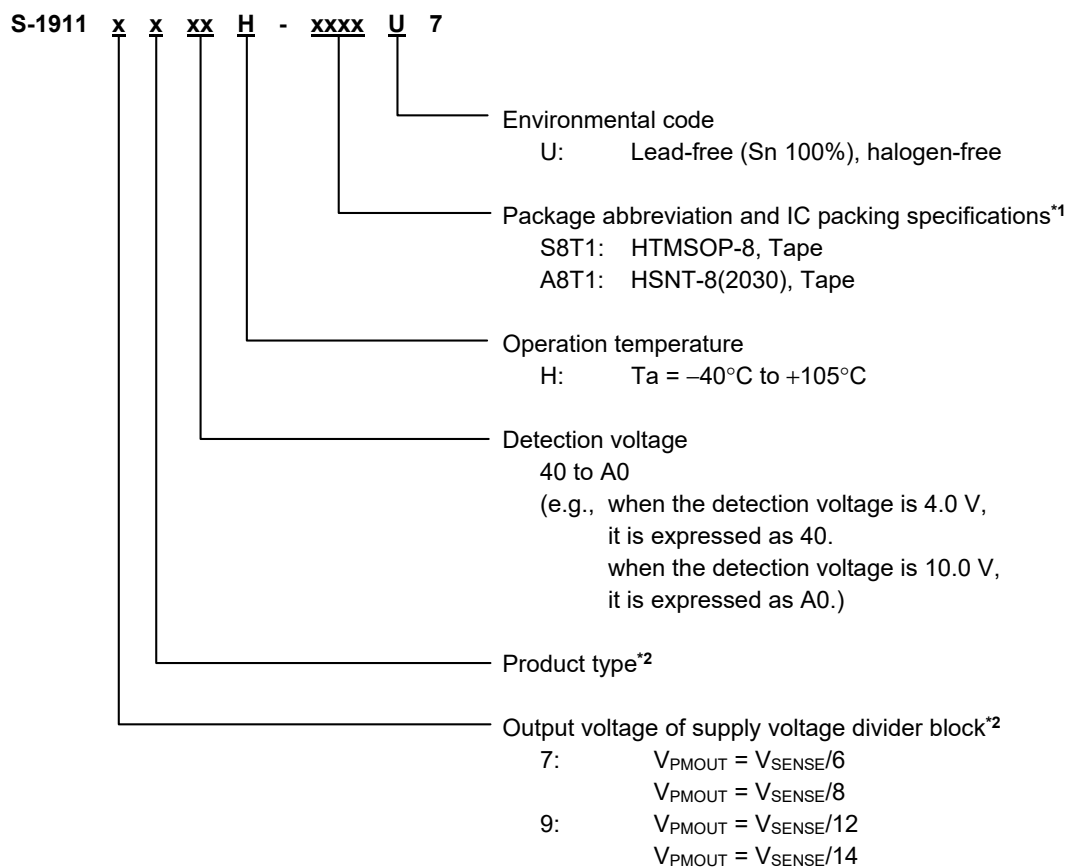 S-1911 x x xx H - xxxx U 7
Environmental code
U: Lead-free (Sn 100%), halogen-free
Package abbreviation and IC packing specifications*1
S8T1: HTMSOP-8, Tape
A8T1: HSNT-8(2030), Tape
Operation temperature
H: Ta = −40°C to +105°C
Detection voltage
40 to A0
(e.g., when the detection voltage is 4.0 V,
it is expressed as 40.
when the detection voltage is 10.0 V,
it is expressed as A0.)
Product type*2
Output voltage of supply voltage divider block*2
7: VPMOUT = VSENSE/6
VPMOUT = VSENSE/8
9: VPMOUT = VSENSE/12
VPMOUT = VSENSE/14